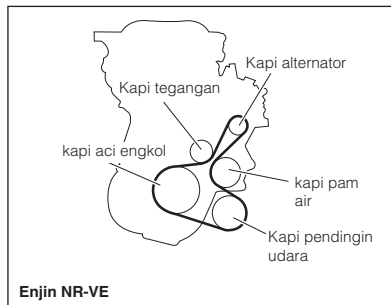 Kapi alternator
Kapi tegangan
kapi aci engkol
kapi pam
air
Kapi pendingin
udara
Enjin NR-VE